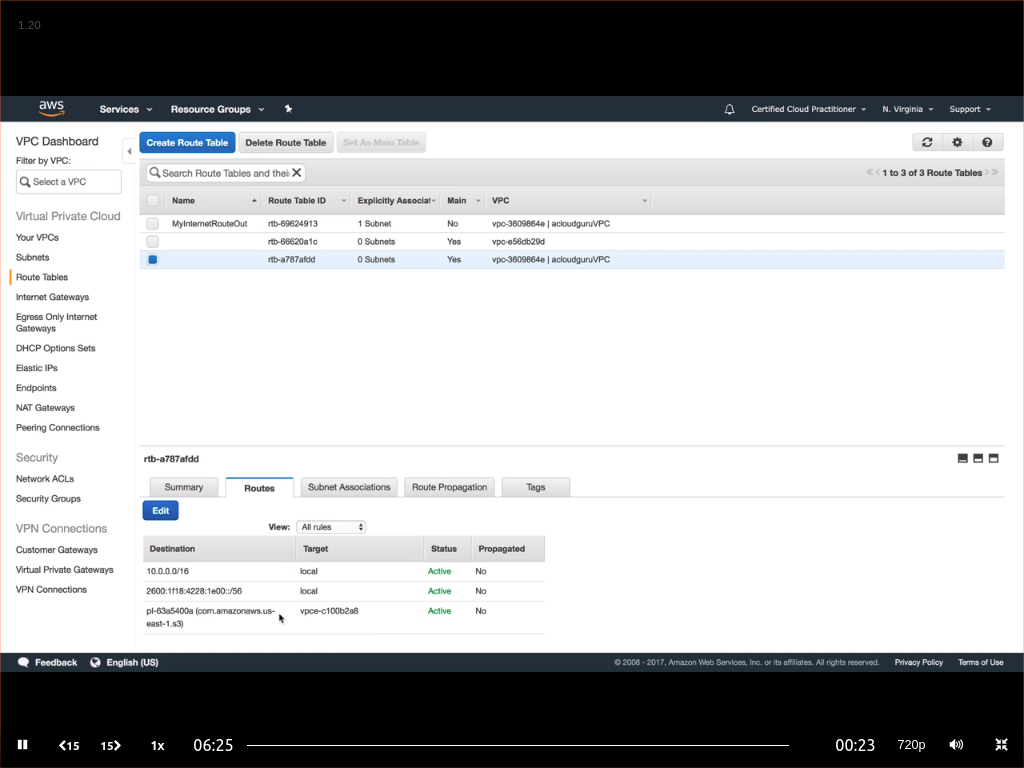 1.20
aws Services Resource Groups Certified Cloud Practitioner N. Virginia Support
VPC Dashboard
Filter by VPC:
Select a VPC
Virtual Private Cloud
Your VPCs
Subnets
Route Tables
Internet Gateways
Egress Only Internet
Gateways
DHCP Options Sets
Elastic IPs
Endpoints
NAT Gateways
Peering Connections
Security
Network ACLs
Security Groups
VPN Connections
Customer Gateways
Virtual Private Gateways
VPN Connections
Create Route Table Delete Route Table Set As Main Table
Search Route Tables and thei 1 to 3 of 3 Route Tables
Name Route Table ID Explicitly Associat Main VPC
MyInternetRouteOut rtb-69624913 1 Subnet No vpc-3609864e | acloudguruVPC
rtb-66620a1c 0 Subnets Yes vpc-e56db29d
rtb-a787afdd 0 Subnets Yes vpc-3609864e | acloudguruVPC
rtb-a787afdd
Summary Routes Subnet Associations Route Propagation Tags
Edit
View: All rules
Destination Target Status Propagated
10.0.0.0/16 local Active No
2600:1f18:4228:1e00::/56 local Active No
pl-63a5400a (com.amazonaws.us- vpce-c100b2a8 Active No
east-1.s3)
Feedback English (US) © 2008 - 2017, Amazon Web Services, Inc. or its affiliates. All rights reserved. Privacy Policy Terms of Use
15 15 1x 06:25 00:23 720p